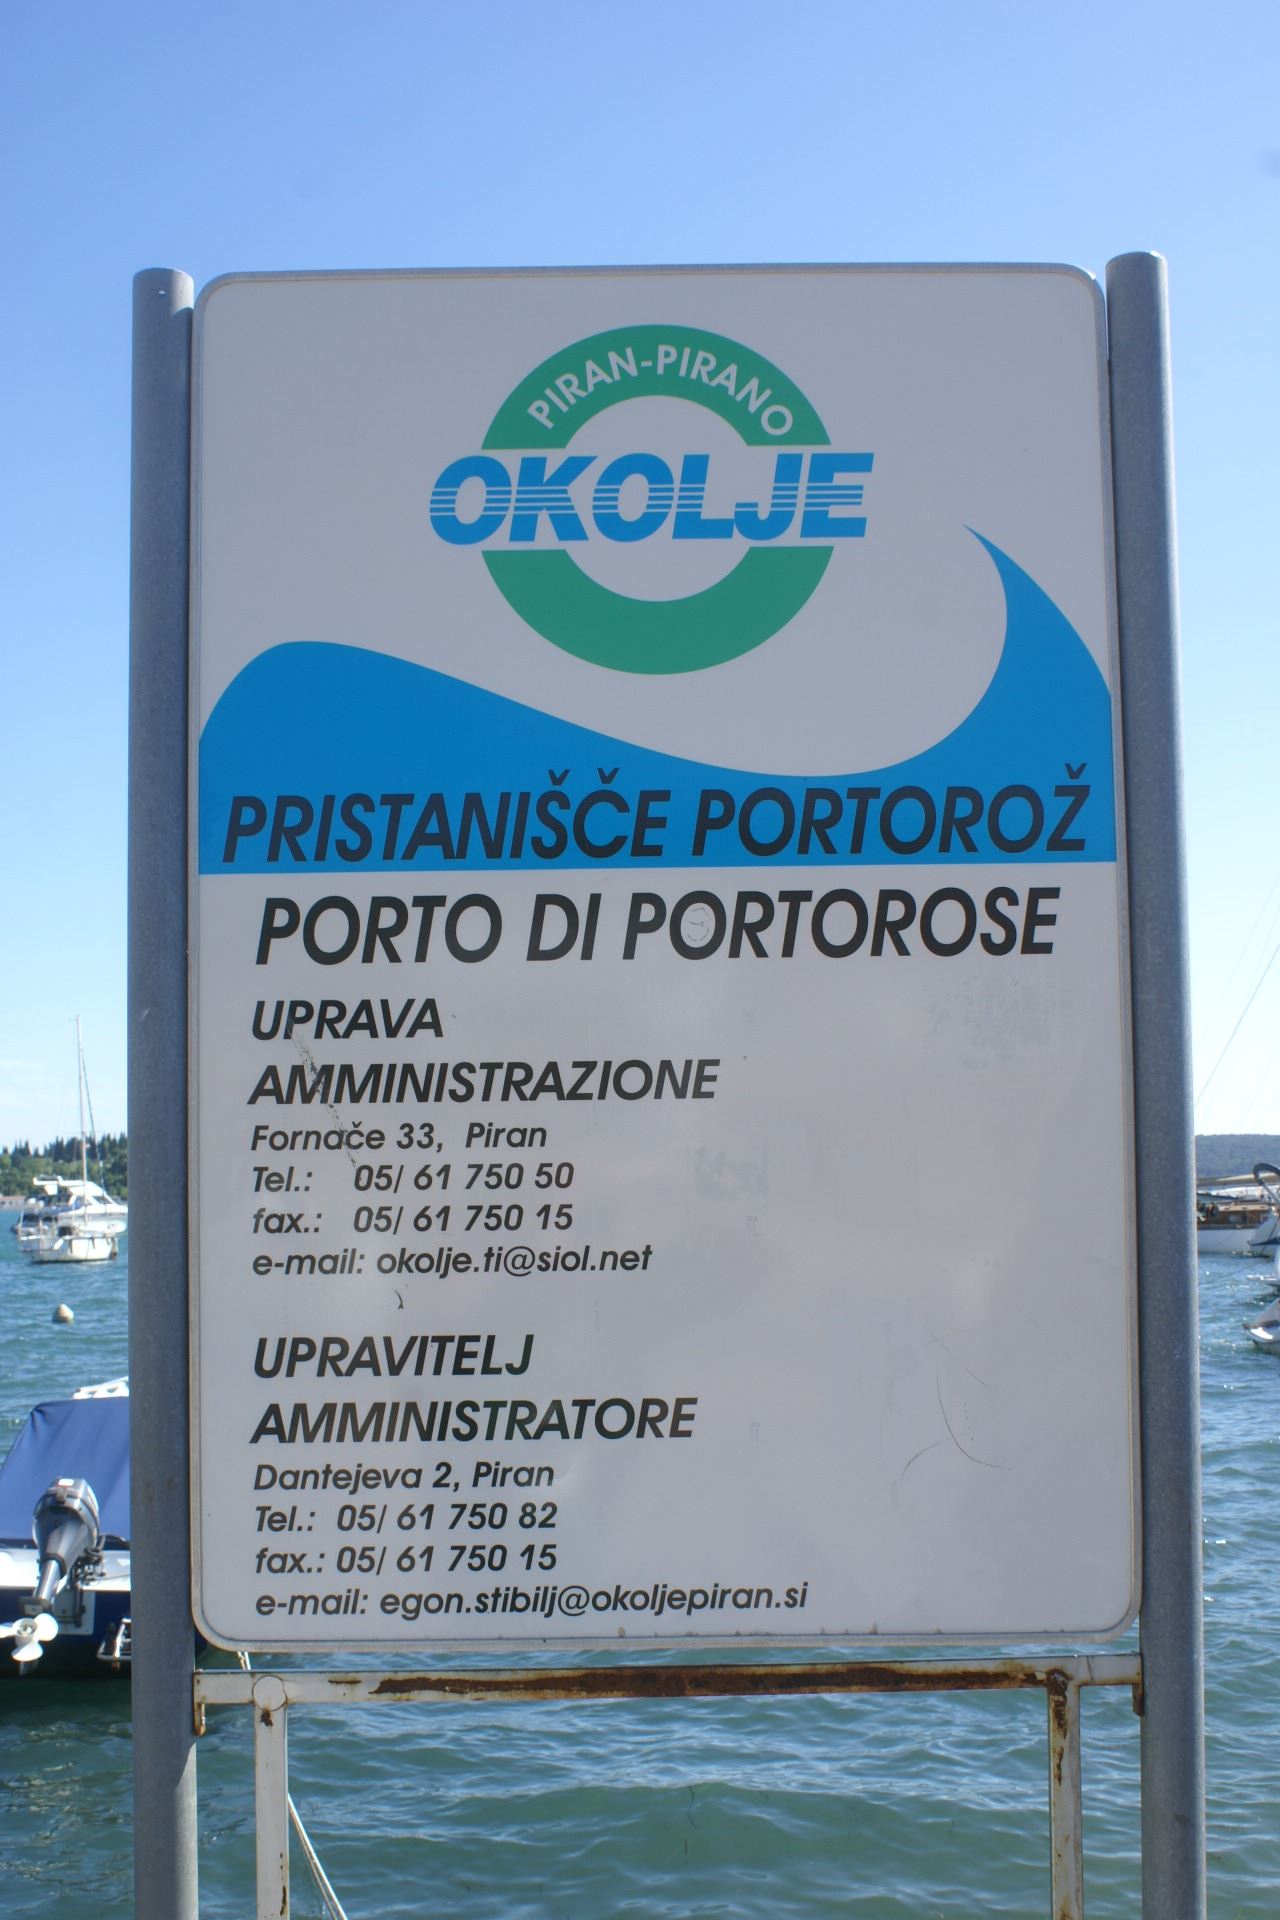 PIRAN-PIRANO
OKOLJE
PRISTANIŠČE PORTOROŽ
PORTO DI PORTOROSE
UPRAVA
AMMINISTRAZIONE
Fornače 33, Piran
Tel.: 05/ 61 750 50
fax.: 05/ 61 750 15
e-mail: okolje.ti@siol.net
UPRAVITELJ
AMMINISTRATORE
Dantejeva 2, Piran
Tel.: 05/ 61 750 82
fax.: 05/ 61 750 15
e-mail: egon.stibilj@okoljepiran.si